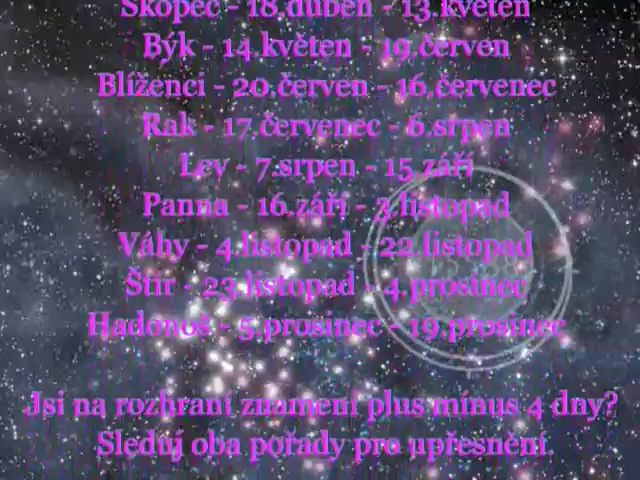 Skopec - 18.duben - 13.květen
Býk - 14.květen - 19.červen
Blíženci - 20.červen - 16.červenec
Rak - 17.červenec - 6.srpen
Lev - 7.srpen - 15.září
Panna - 16.září - 3.listopad
Váhy - 4.listopad - 22.listopad
Štír - 23.listopad - 4.prosinec
Hadonoš - 5.prosinec - 19.prosinec
Jsi na rozhraní znamení plus mínus 4 dny?
Sleduj oba pořady pro upřesnění.